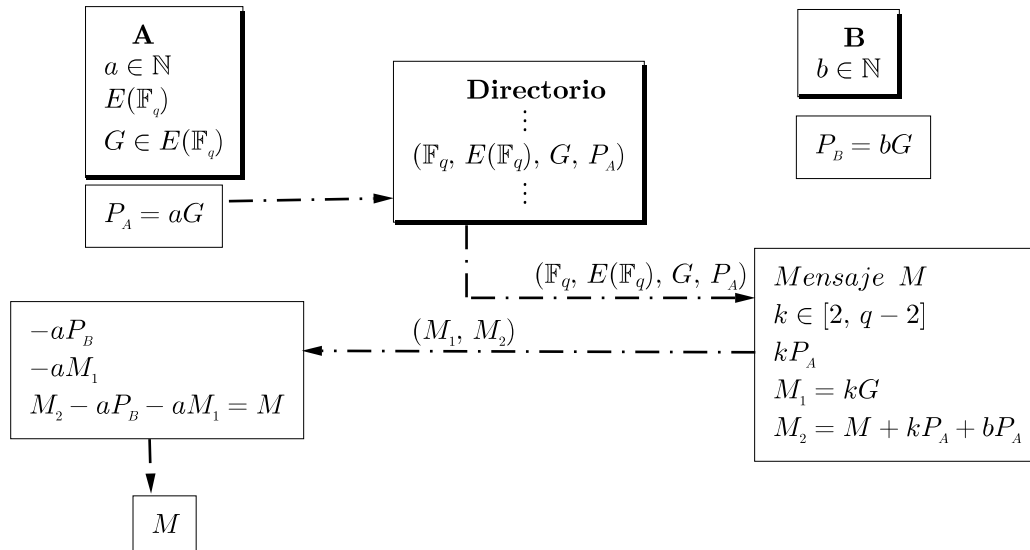 A
a ∈ ℕ
E(𝔽_q)
G ∈ E(𝔽_q)
P_A = aG
Directorio
⋮
(𝔽_q, E(𝔽_q), G, P_A)
⋮
B
b ∈ ℕ
P_B = bG
(𝔽_q, E(𝔽_q), G, P_A)
Mensaje M
k ∈ [2, q − 2]
kP_A
M_1 = kG
M_2 = M + kP_A + bP_A
(M_1, M_2)
−aP_B
−aM_1
M_2 − aP_B − aM_1 = M
M